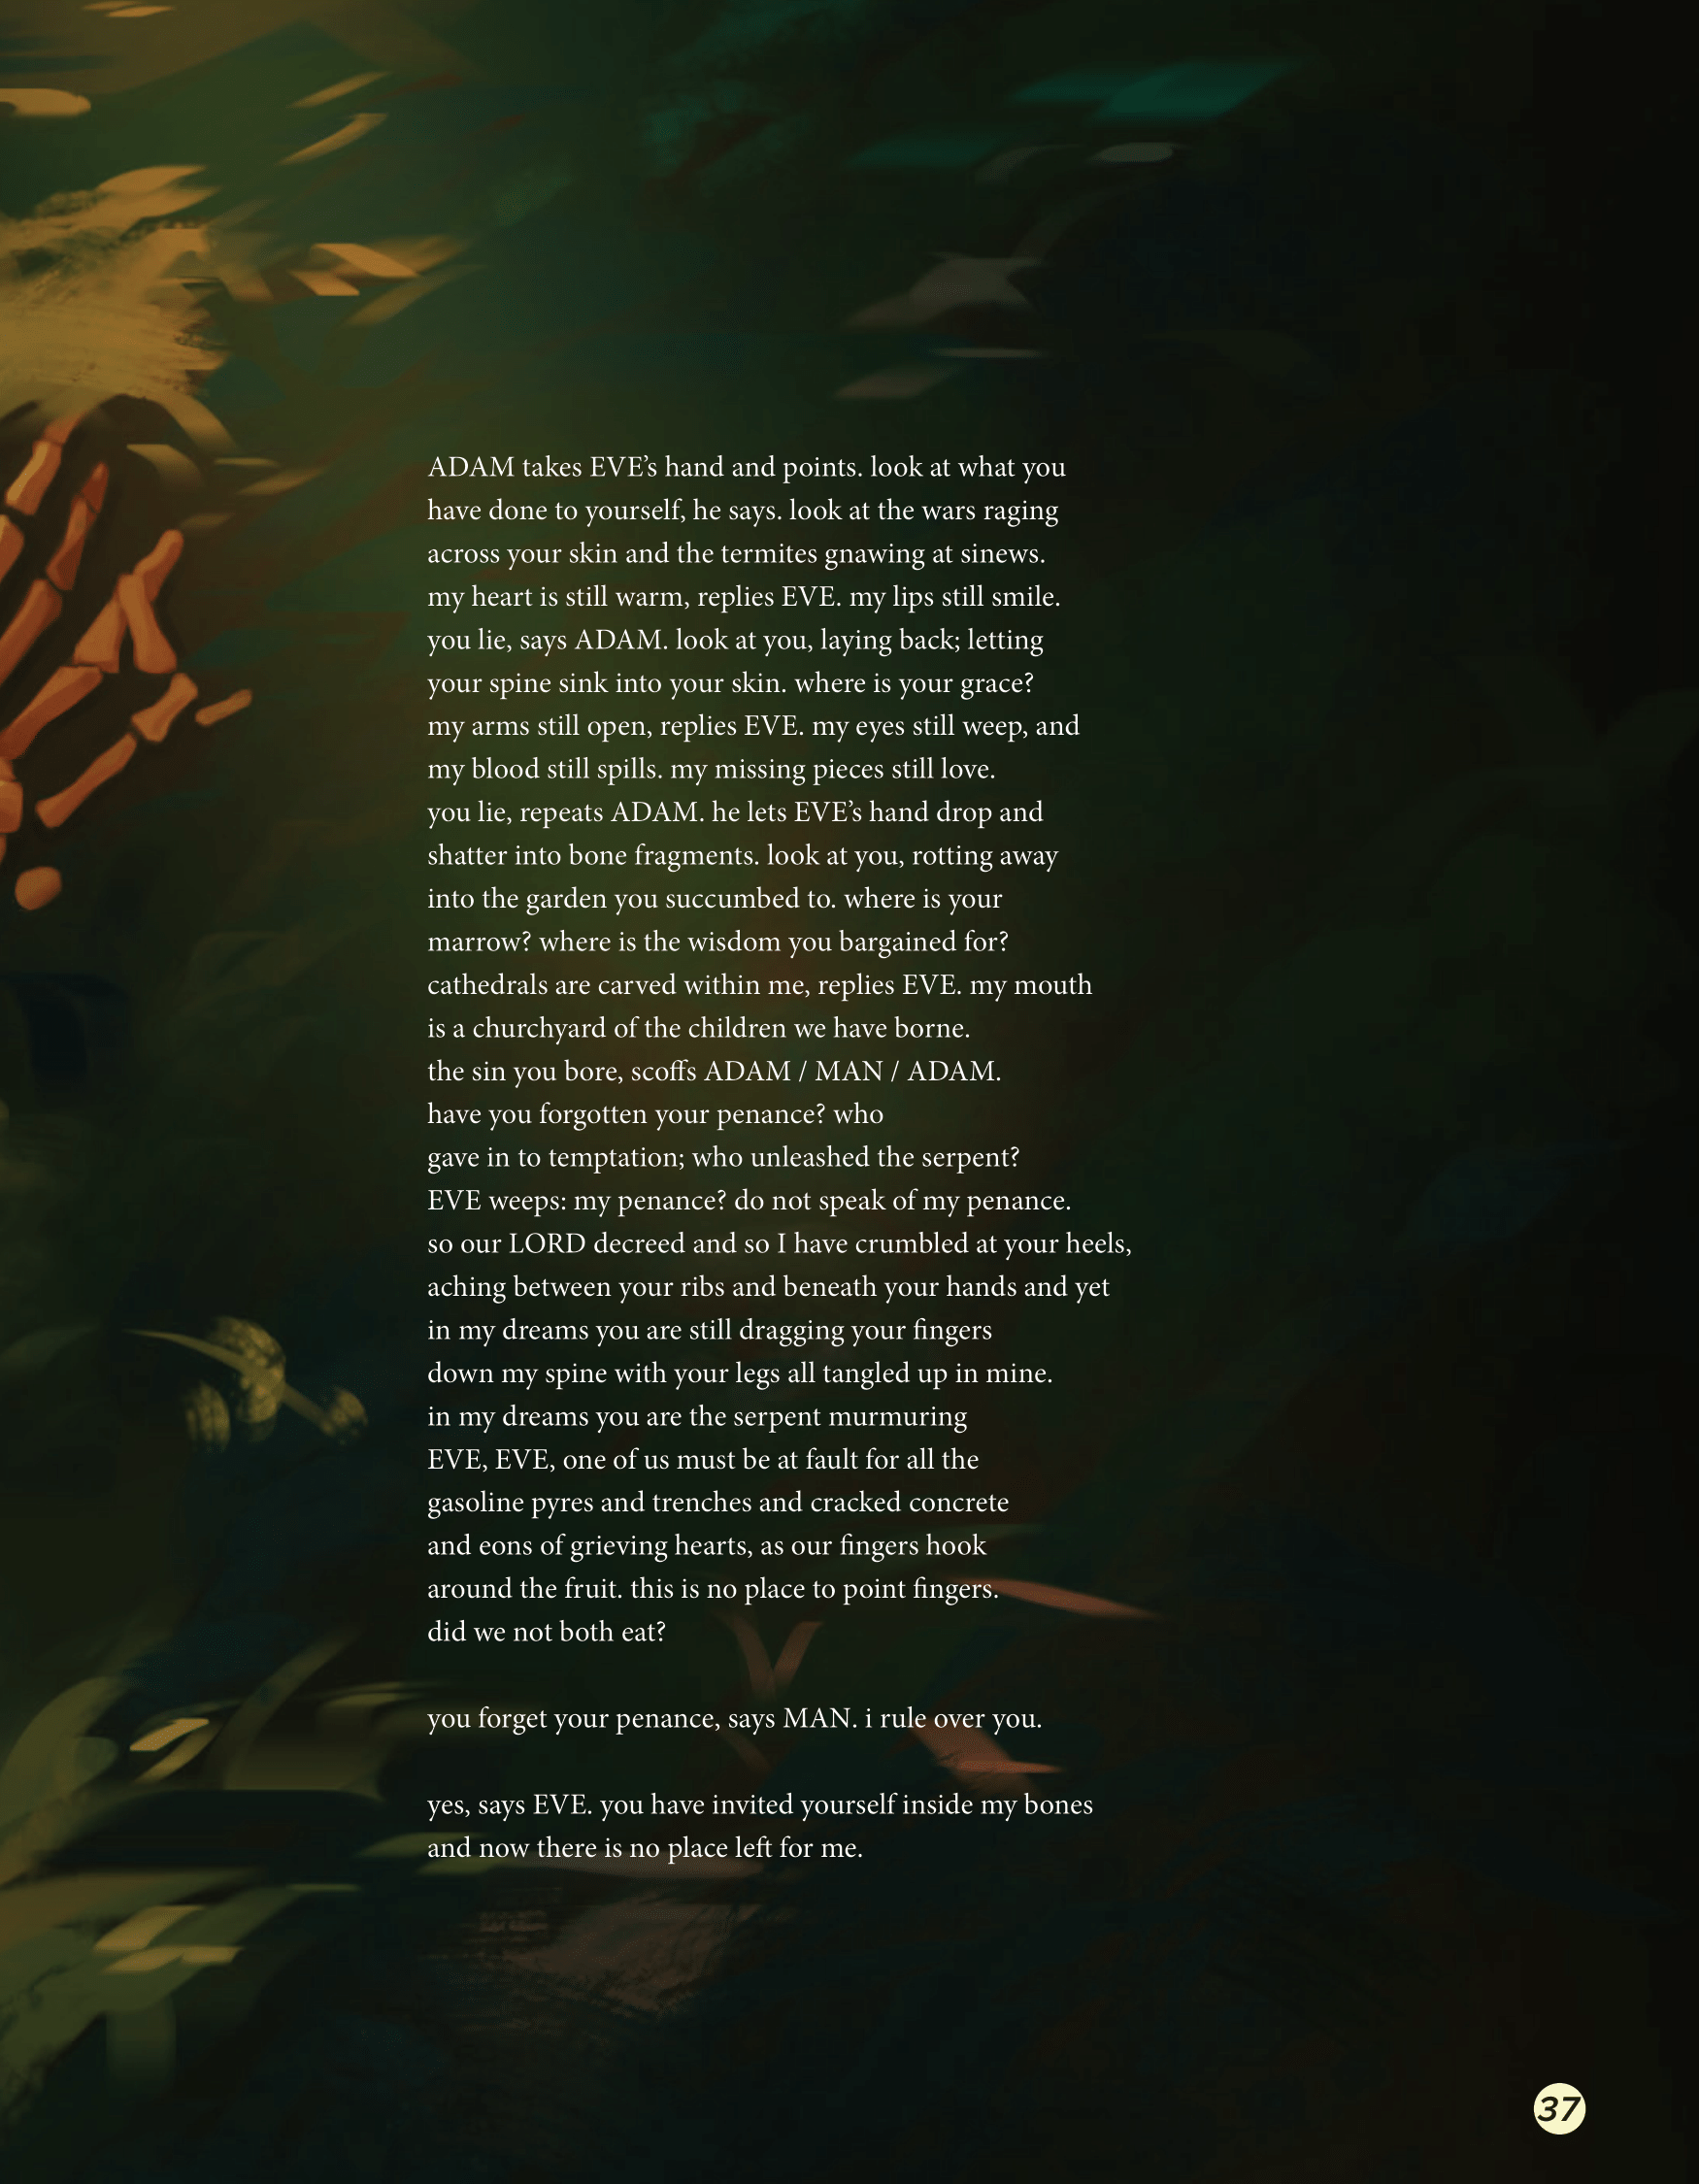 ADAM takes EVE’s hand and points. look at what you
have done to yourself, he says. look at the wars raging
across your skin and the termites gnawing at sinews.
my heart is still warm, replies EVE. my lips still smile.
you lie, says ADAM. look at you, laying back; letting
your spine sink into your skin. where is your grace?
my arms still open, replies EVE. my eyes still weep, and
my blood still spills. my missing pieces still love.
you lie, repeats ADAM. he lets EVE’s hand drop and
shatter into bone fragments. look at you, rotting away
into the garden you succumbed to. where is your
marrow? where is the wisdom you bargained for?
cathedrals are carved within me, replies EVE. my mouth
is a churchyard of the children we have borne.
the sin you bore, scoffs ADAM / MAN / ADAM.
have you forgotten your penance? who
gave in to temptation; who unleashed the serpent?
EVE weeps: my penance? do not speak of my penance.
so our LORD decreed and so I have crumbled at your heels,
aching between your ribs and beneath your hands and yet
in my dreams you are still dragging your fingers
down my spine with your legs all tangled up in mine.
in my dreams you are the serpent murmuring
EVE, EVE, one of us must be at fault for all the
gasoline pyres and trenches and cracked concrete
and eons of grieving hearts, as our fingers hook
around the fruit. this is no place to point fingers.
did we not both eat?
you forget your penance, says MAN. i rule over you.
yes, says EVE. you have invited yourself inside my bones
and now there is no place left for me.
37